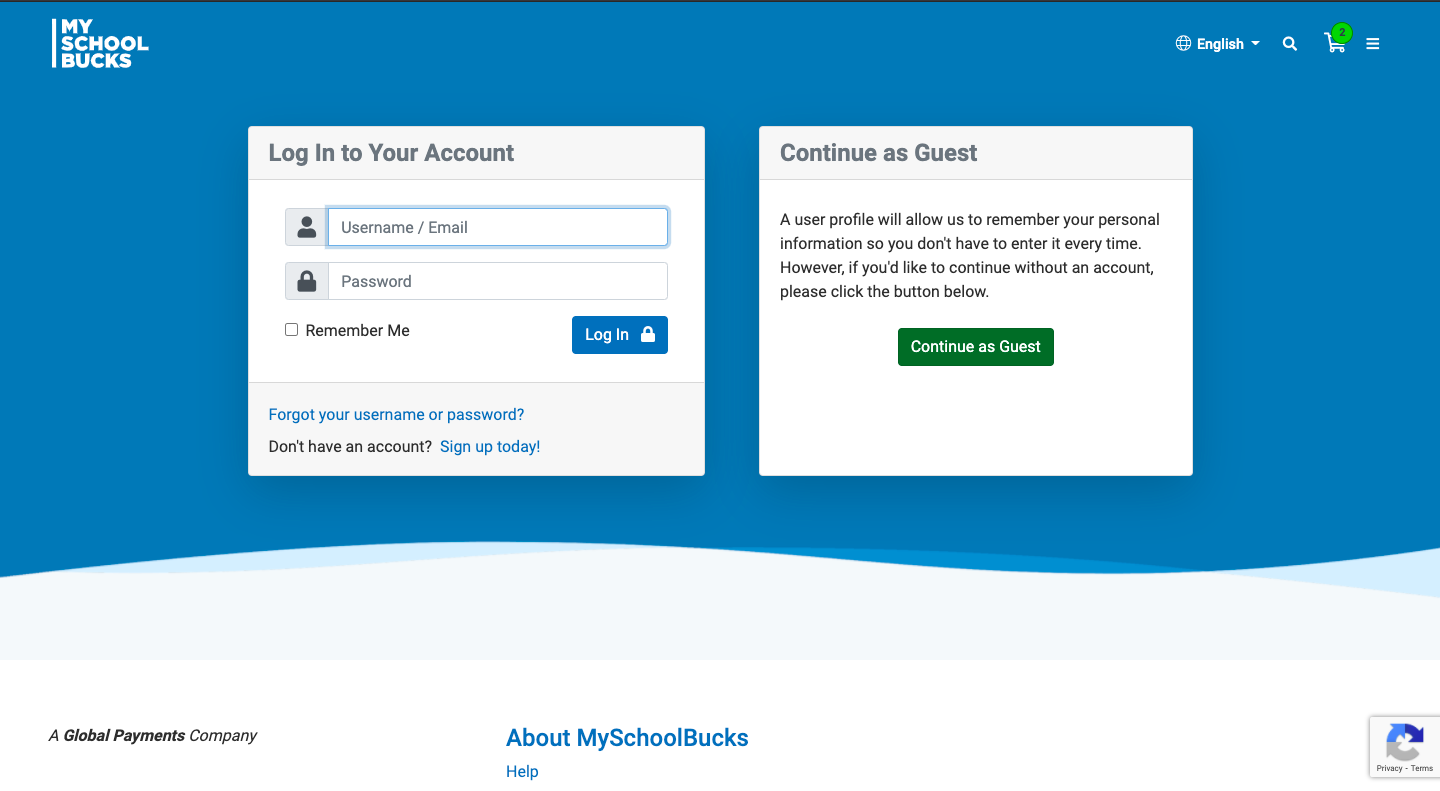 MY
SCHOOL
BUCKS
English
2
Log In to Your Account
Username / Email
Password
Remember Me
Log In
Forgot your username or password?
Don't have an account? Sign up today!
Continue as Guest
A user profile will allow us to remember your personal
information so you don't have to enter it every time.
However, if you'd like to continue without an account,
please click the button below.
Continue as Guest
A Global Payments Company
About MySchoolBucks
Help
Privacy - Terms